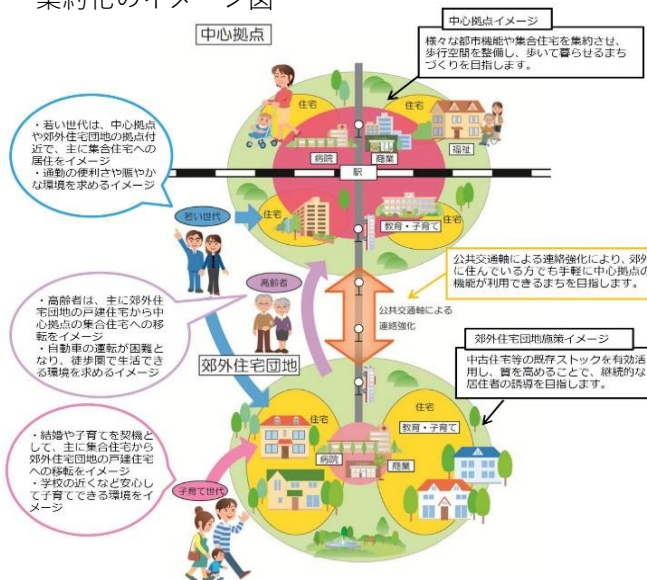 集約化のイメージ図
中心拠点
中心拠点イメージ
様々な都市機能や集合住宅を集約させ、
歩行空間を整備し、歩いて暮らせるまち
づくりを目指します。
・若い世代は、中心拠点
や郊外住宅団地の拠点付
近で、主に集合住宅への
居住をイメージ
・通勤の便利さや賑やか
な環境を求めるイメージ
住宅
住宅
病院
商業
福祉
駅
若い世代
住宅
教育・子育て
住宅
高齢者
公共交通軸による連絡強化により、郊外
に住んでいる方でも手軽に中心拠点の
機能が利用できるまちを目指します。
公共交通軸による
連絡強化
・高齢者は、主に郊外住
宅団地の戸建住宅から中
心拠点の集合住宅への移
転をイメージ
・自動車の運転が困難と
なり、徒歩圏で生活でき
る環境を求めるイメージ
郊外住宅団地
郊外住宅団地施策イメージ
中古住宅等の既存ストックを有効活
用し、質を高めることで、継続的な
居住者の誘導を目指します。
住宅
住宅
教育・子育て
病院
商業
・結婚や子育てを契機と
して、主に集合住宅から
郊外住宅団地の戸建住宅
への移転をイメージ
・学校の近くなど安心し
て子育てできる環境をイ
メージ
子育て世代